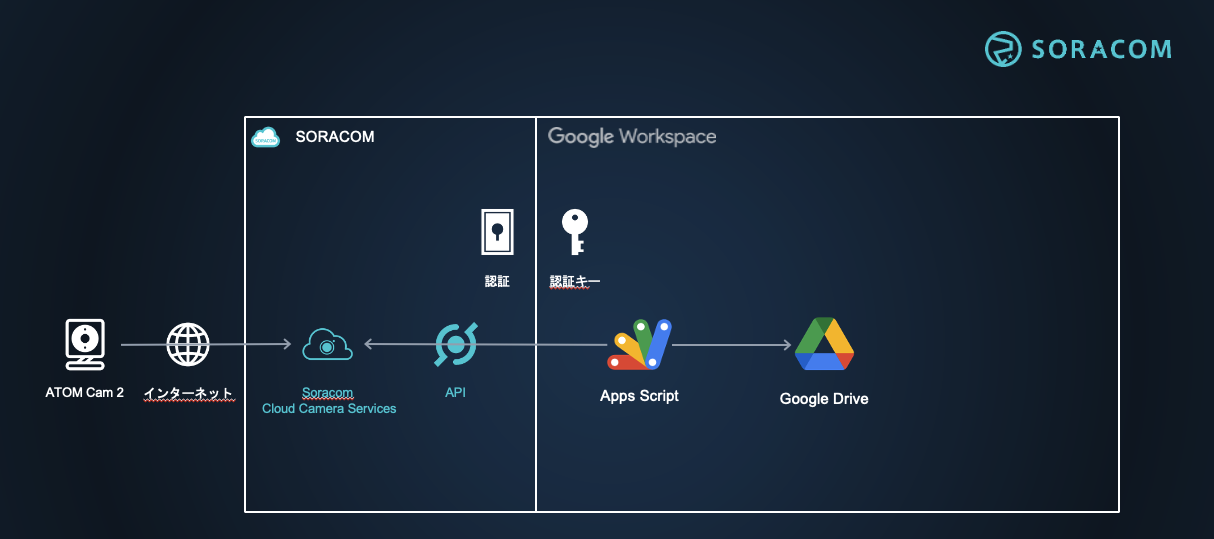 SORACOM
SORACOM
Google Workspace
認証
認証キー
ATOM Cam 2
インターネット
Soracom
Cloud Camera Services
API
Apps Script
Google Drive